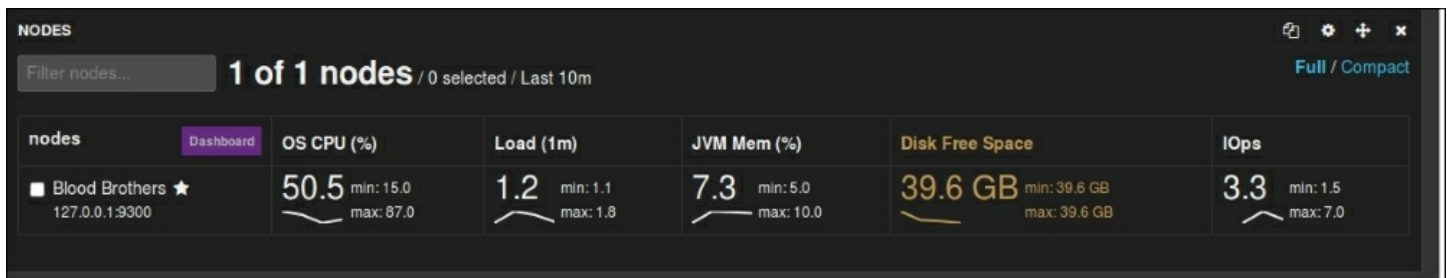 NODES
Filter nodes... 1 of 1 nodes / 0 selected / Last 10m Full / Compact
nodes Dashboard OS CPU (%) Load (1m) JVM Mem (%) Disk Free Space IOps
Blood Brothers ★ 50.5 min: 15.0 1.2 min: 1.1 7.3 min: 5.0 39.6 GB min: 39.6 GB 3.3 min: 1.5
127.0.0.1:9300 max: 87.0 max: 1.8 max: 10.0 max: 39.6 GB max: 7.0